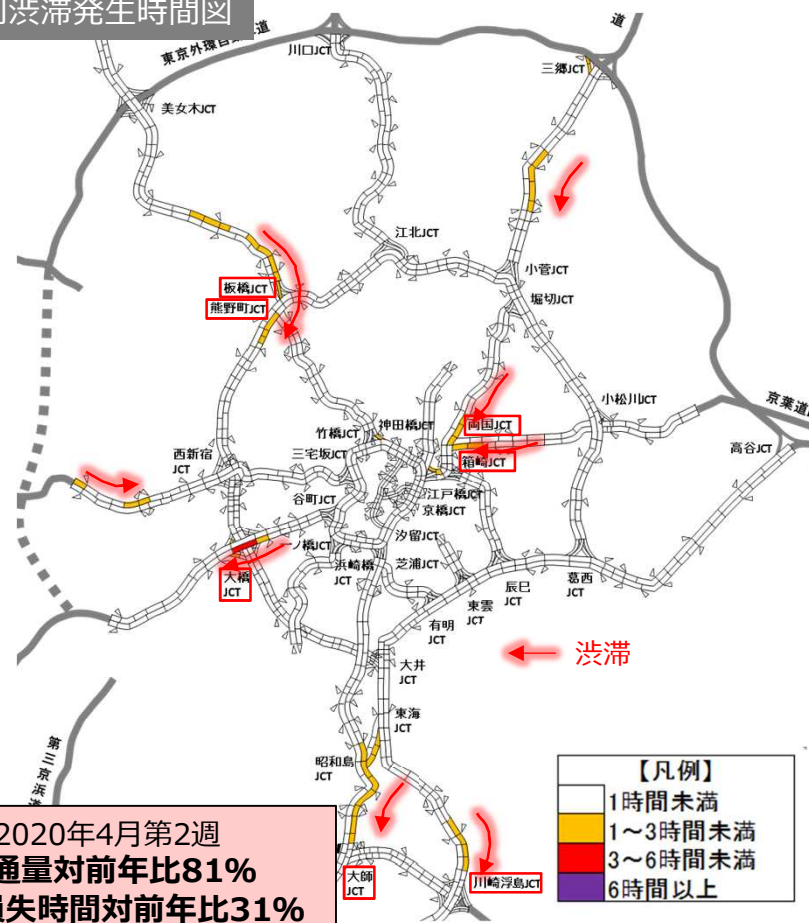 渋滞発生時間図
東京外環自
道
道
川口JCT
三郷JCT
美女木JCT
江北JCT
小菅JCT
堀切JCT
板橋JCT
熊野町JCT
小松川JCT
京葉道
両国JCT
神田橋JCT
竹橋JCT
高谷JCT
西新宿
JCT
三宅坂JCT
箱崎JCT
江戸橋JCT
谷町JCT
京橋JCT
汐留JCT
一ノ橋JCT
浜崎橋
JCT
芝浦JCT
大橋
JCT
葛西
JCT
辰巳
JCT
東雲
JCT
有明
JCT
渋滞
大井
JCT
東海
JCT
第三京浜道
昭和島
JCT
【凡例】
1時間未満
1～3時間未満
3～6時間未満
6時間以上
2020年4月第2週
通量対前年比81%
損失時間対前年比31%
大師
JCT
川崎浮島JCT